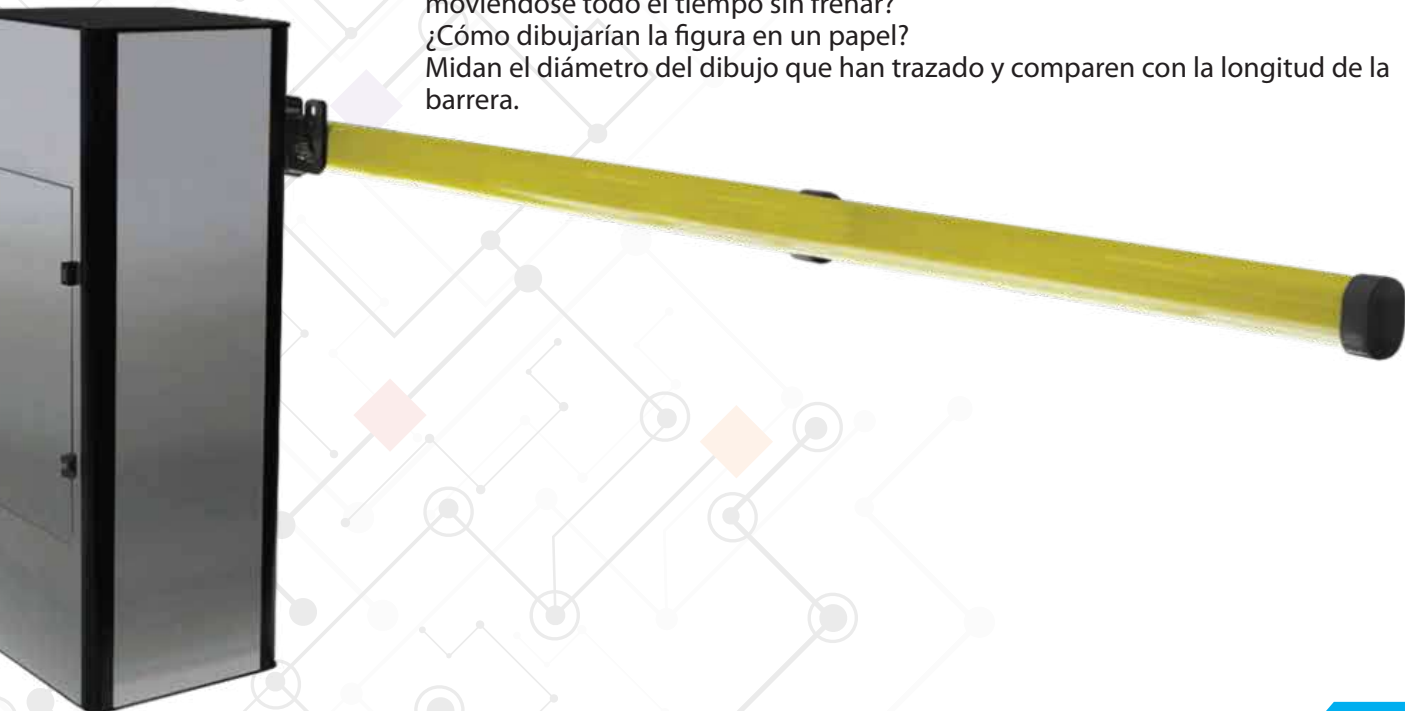 moviéndose todo el tiempo sin frenar?
¿Cómo dibujarían la figura en un papel?
Midan el diámetro del dibujo que han trazado y comparen con la longitud de la
barrera.